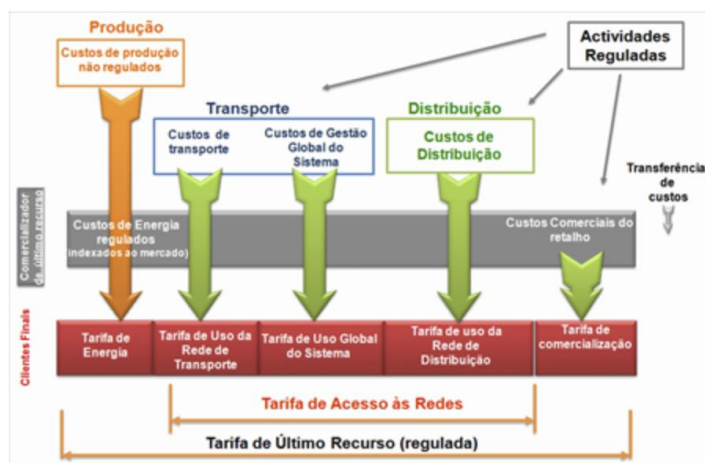 Produção
Custos de produção
não regulados
Actividades
Reguladas
Transporte
Custos de
transporte
Custos de Gestão
Global do
Sistema
Distribuição
Custos de
Distribuição
Transferência
de
custos
Comercializador
de último recurso
Custos de Energia
regulados
indexados ao mercado)
Custos Comerciais do
retalho
Clientes Finais
Tarifa de
Energia
Tarifa de Uso da
Rede de
Transporte
Tarifa de Uso Global
do Sistema
Tarifa de uso da
Rede de
Distribuição
Tarifa de
comercialização
Tarifa de Acesso às Redes
Tarifa de Último Recurso (regulada)